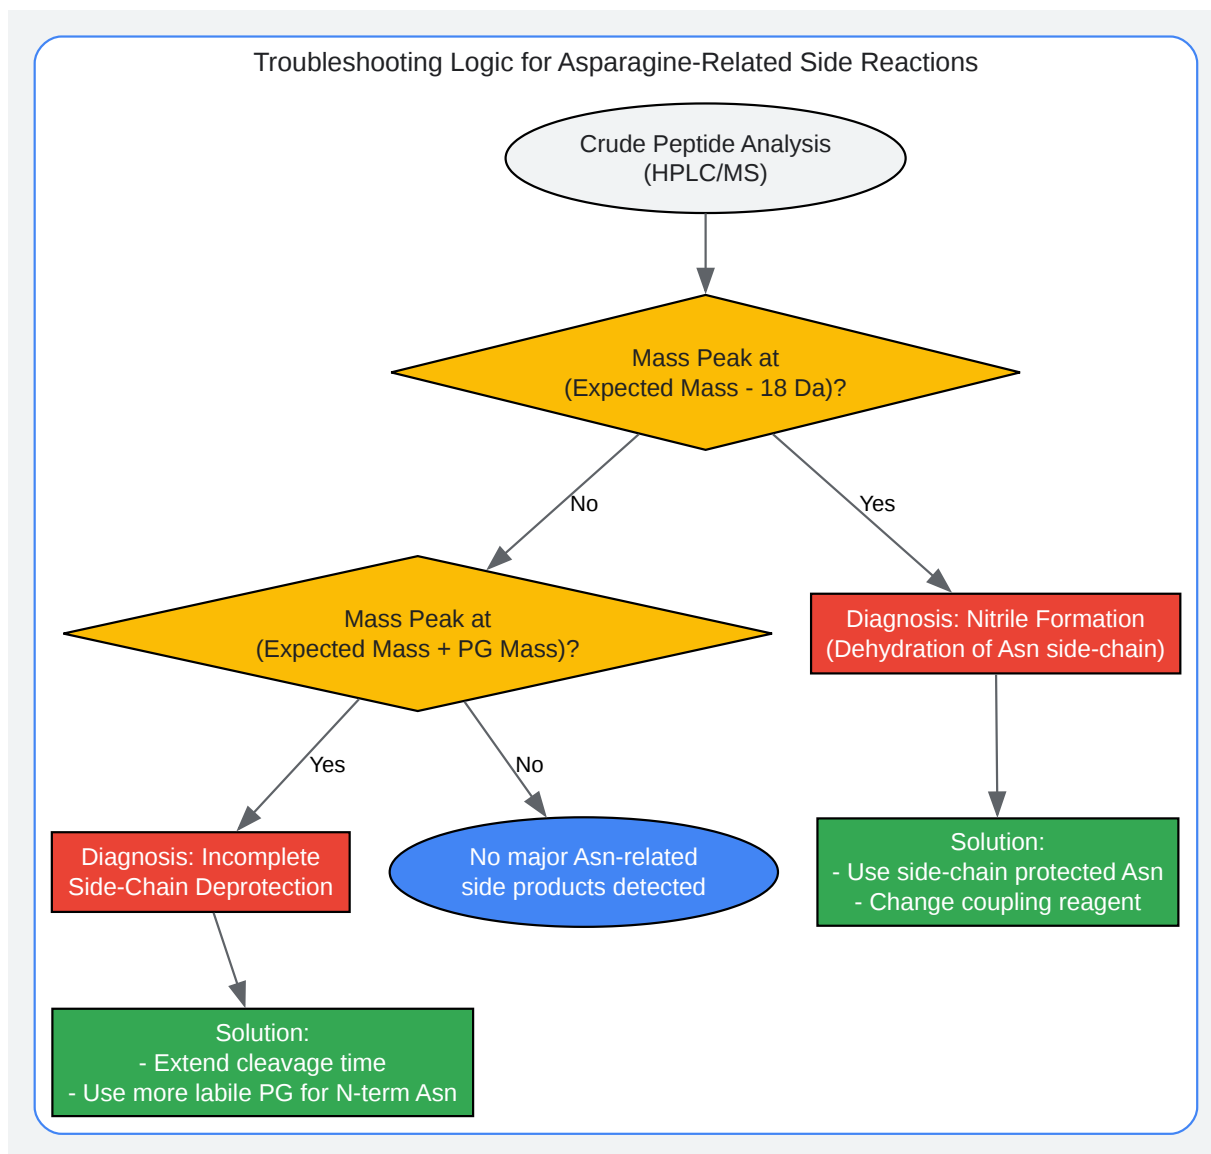 Troubleshooting Logic for Asparagine-Related Side Reactions
Crude Peptide Analysis
(HPLC/MS)
Mass Peak at
(Expected Mass - 18 Da)?
No
Yes
Mass Peak at
(Expected Mass + PG Mass)?
Diagnosis: Nitrile Formation
(Dehydration of Asn side-chain)
Yes
No
Diagnosis: Incomplete
Side-Chain Deprotection
No major Asn-related
side products detected
Solution:
- Use side-chain protected Asn
- Change coupling reagent
Solution:
- Extend cleavage time
- Use more labile PG for N-term Asn